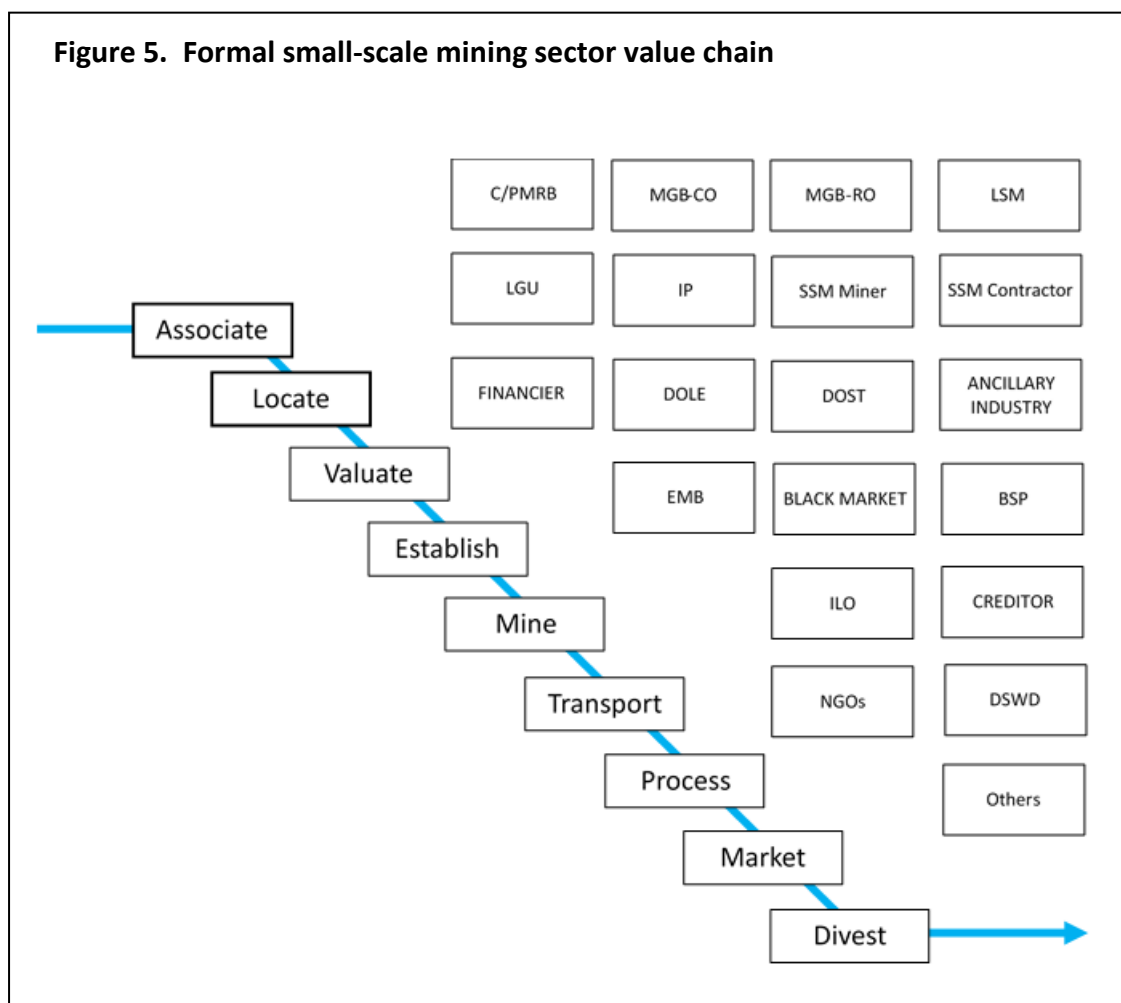 Figure 5.  Formal small-scale mining sector value chain
C/PMRB
MGB-CO
MGB-RO
LSM
LGU
IP
SSM Miner
SSM Contractor
Associate
FINANCIER
DOLE
DOST
ANCILLARY
INDUSTRY
Locate
Valuate
EMB
BLACK MARKET
BSP
Establish
Mine
ILO
CREDITOR
Transport
NGOs
DSWD
Process
Others
Market
Divest